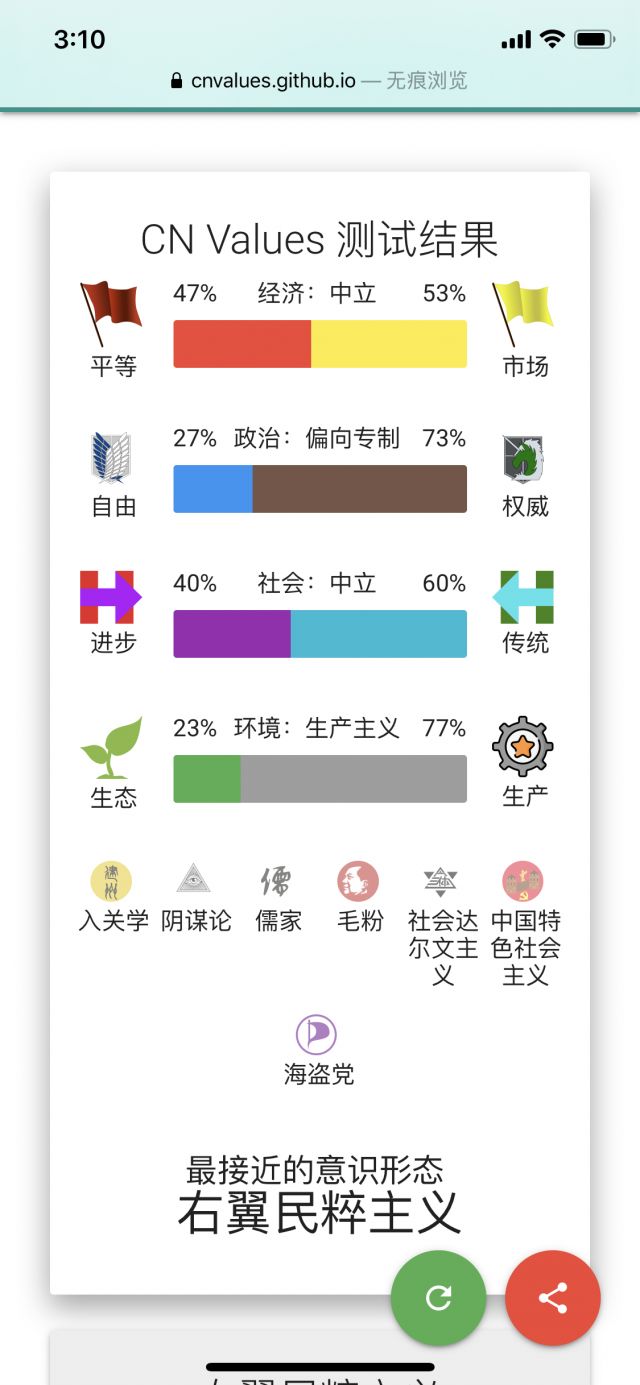 3:10
cnvalues.github.io — 无痕浏览
CN Values 测试结果
47% 经济：中立 53%
平等 市场
27% 政治：偏向专制 73%
自由 权威
40% 社会：中立 60%
进步 传统
23% 环境：生产主义 77%
生态 生产
入关学 阴谋论 儒家 毛粉 社会达尔文主义 中国特色社会主义
海盗党
最接近的意识形态
右翼民粹主义